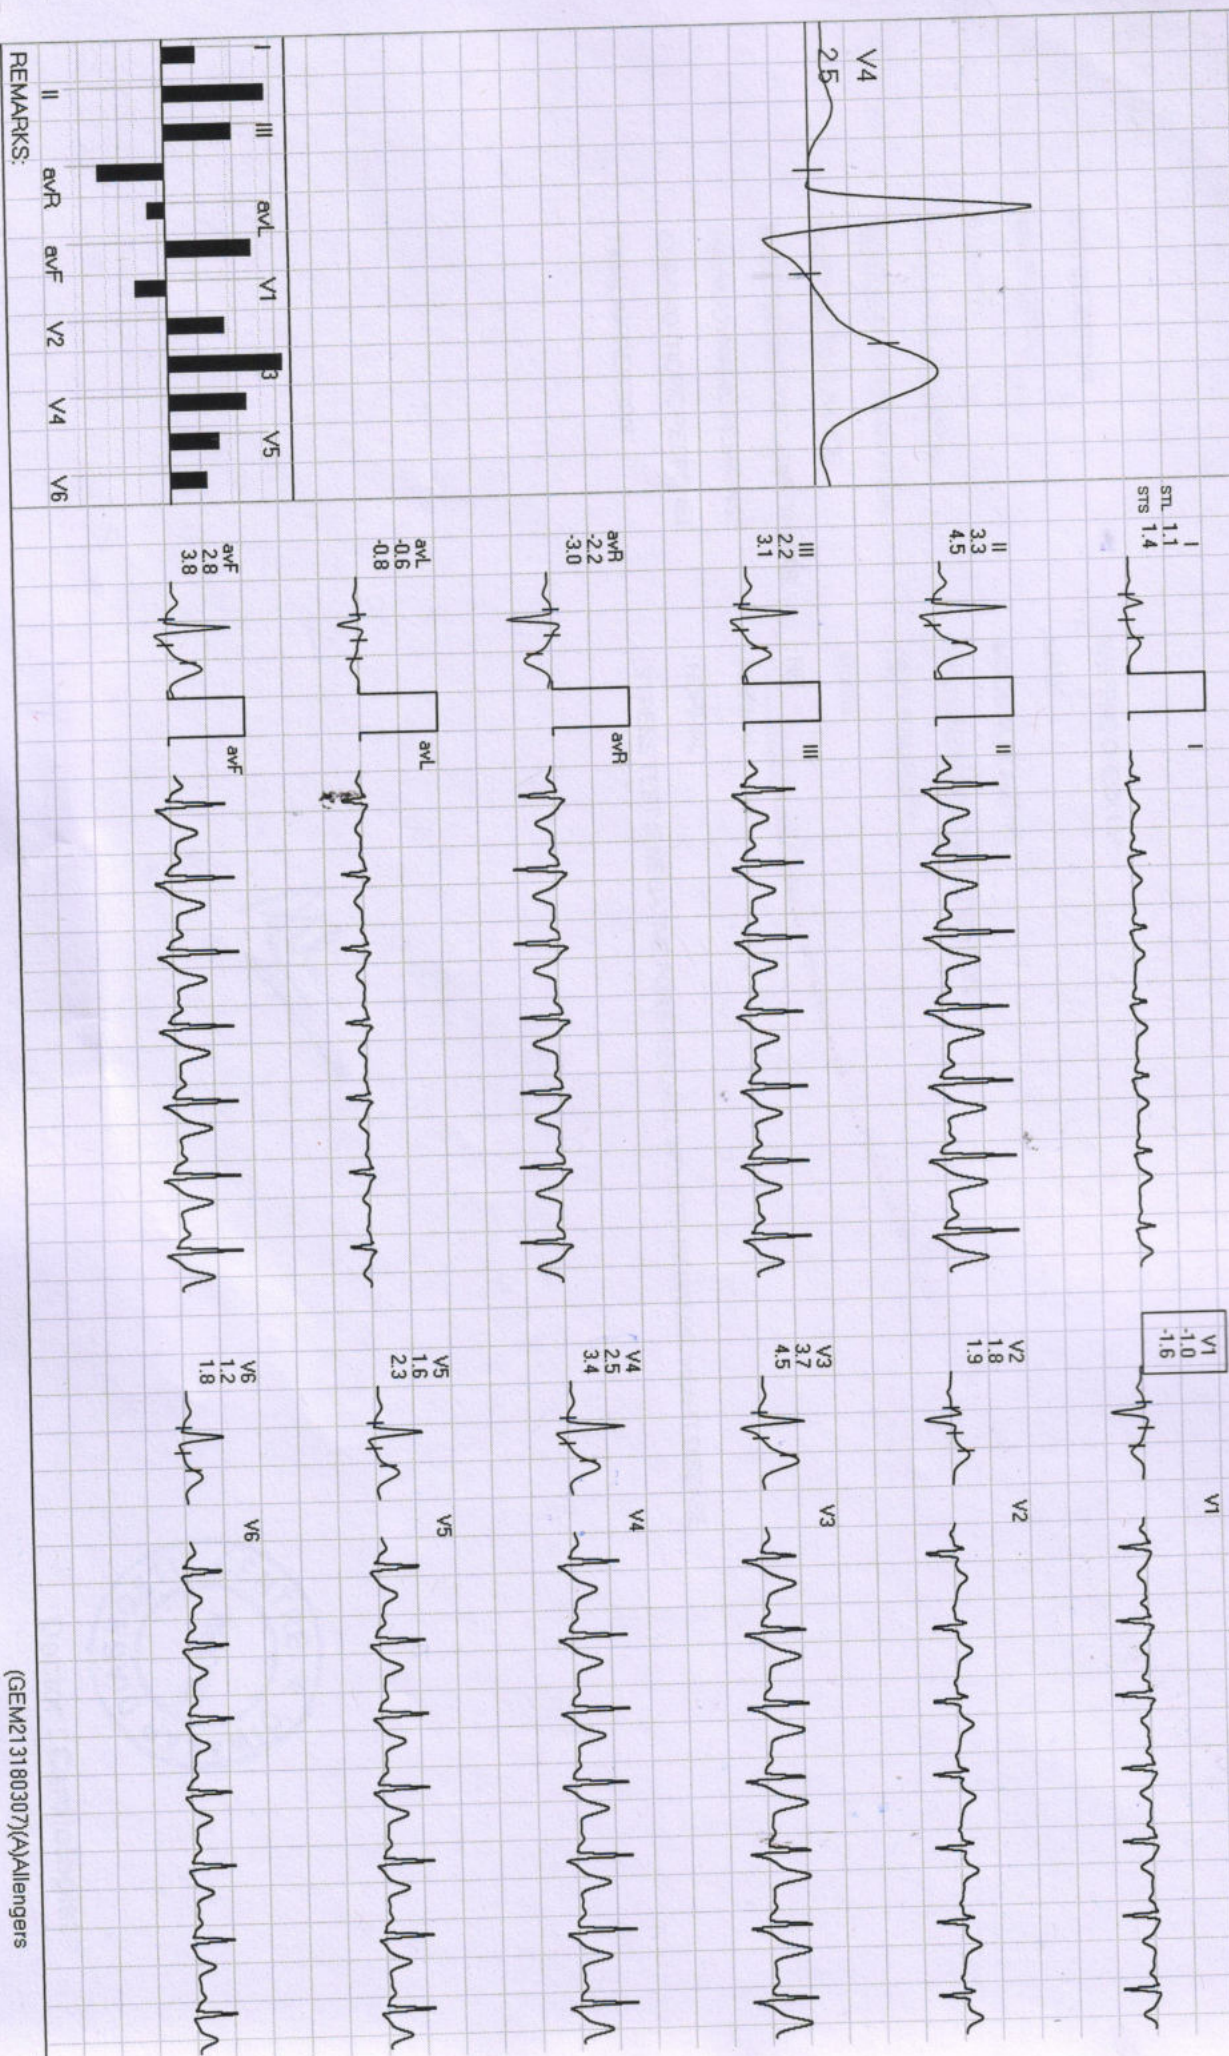 V4
2.5
I
III
avL
V1
3
V5
II
avR
avF
V2
V4
V6
REMARKS:
I
STL 1.1
STS 1.4
II
3.3
4.5
III
2.2
3.1
avR
-2.2
-3.0
avL
-0.6
-0.8
avF
2.8
3.8
I
II
III
avR
avL
avF
V1
-1.0
-1.6
V2
1.8
1.9
V3
3.7
4.5
V4
2.5
3.4
V5
1.6
2.3
V6
1.2
1.8
V1
V2
V3
V4
V5
V6
(GEM213180307)(A)Allengers